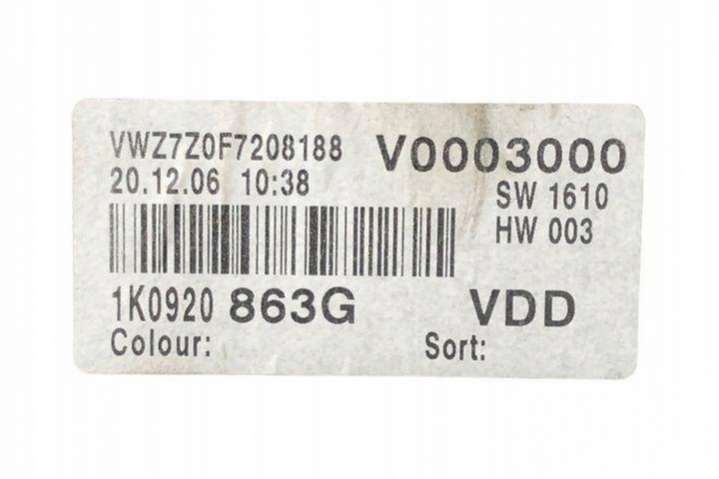 VWZ7Z0F7208188 V0003000
20.12.06 10:38 SW 1610
HW 003
1K0920 863G VDD
Colour: Sort: